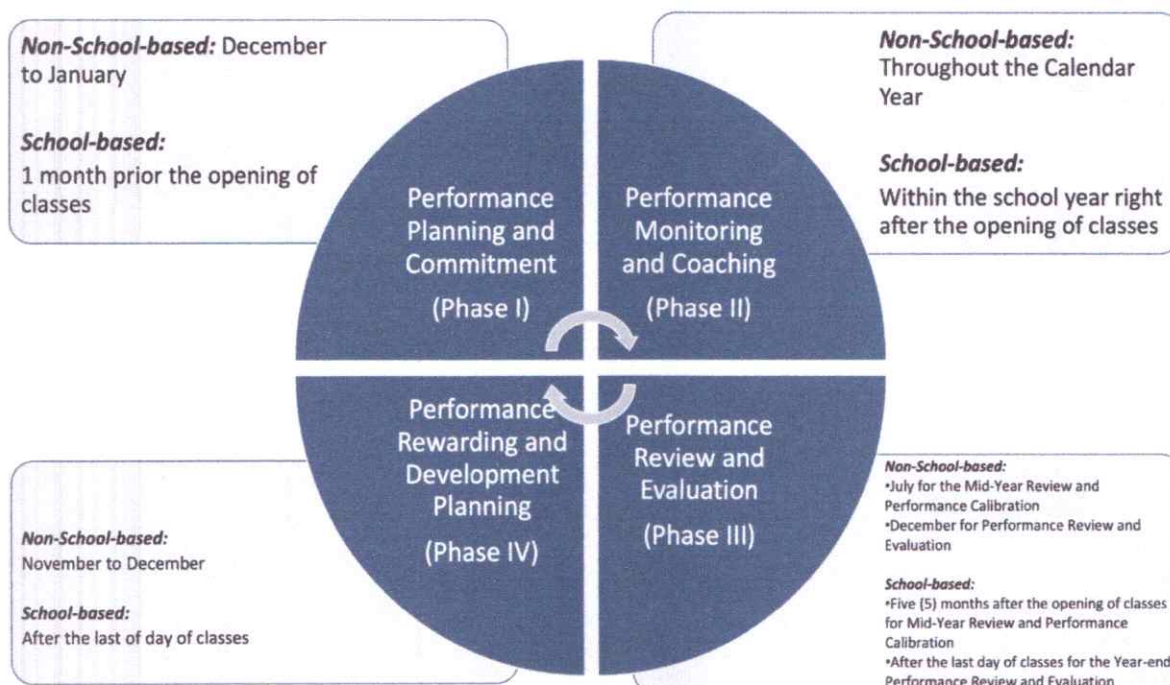 Non-School-based: December
to January
School-based:
1 month prior the opening of
classes
Non-School-based:
Throughout the Calendar
Year
School-based:
Within the school year right
after the opening of classes
Performance
Planning and
Commitment
(Phase I)
Performance
Monitoring
and Coaching
(Phase II)
Performance
Rewarding and
Development
Planning
(Phase IV)
Performance
Review and
Evaluation
(Phase III)
Non-School-based:
November to December
School-based:
After the last of day of classes
Non-School-based:
•July for the Mid-Year Review and
Performance Calibration
•December for Performance Review and
Evaluation
School-based:
•Five (5) months after the opening of classes
for Mid-Year Review and Performance
Calibration
•After the last day of classes for the Year-end
Performance Review and Evaluation